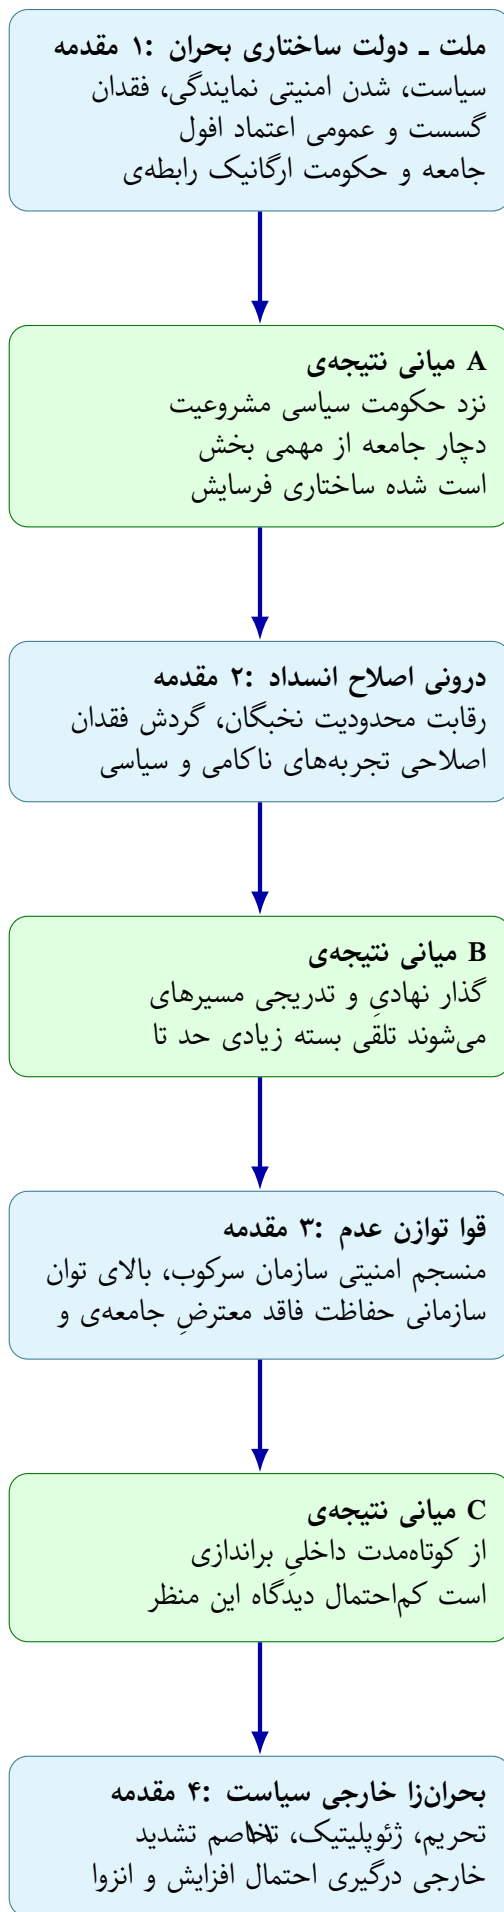 ملت ـ دولت ساختاری بحران :۱ مقدمه
سیاست، شدن امنیتی نمایندگی، فقدان
گسست و عمومی اعتماد افول
جامعه و حکومت ارگانیک رابطه‌ی
A میانی نتیجه‌ی
نزد حکومت سیاسی مشروعیت
دچار جامعه از مهمی بخش
است شده ساختاری فرسایش
درونی اصلاح انسداد :۲ مقدمه
رقابت محدودیت نخبگان، گردش فقدان
اصلاحی تجربه‌های ناکامی و سیاسی
B میانی نتیجه‌ی
گذار نهادیِ و تدریجی مسیرهای
می‌شوند تلقی بسته زیادی حد تا
قوا توازن عدم :۳ مقدمه
منسجم امنیتی سازمان سرکوب، بالای توان
سازمانی حفاظت فاقد معترضِ جامعه‌ی و
C میانی نتیجه‌ی
از کوتاه‌مدت داخلیِ براندازی
است کم‌احتمال دیدگاه این منظر
بحران‌زا خارجی سیاست :۴ مقدمه
تحریم، ژئوپلیتیک، تخاصم تشدید
۱۱
خارجی درگیری احتمال افزایش و انزوا